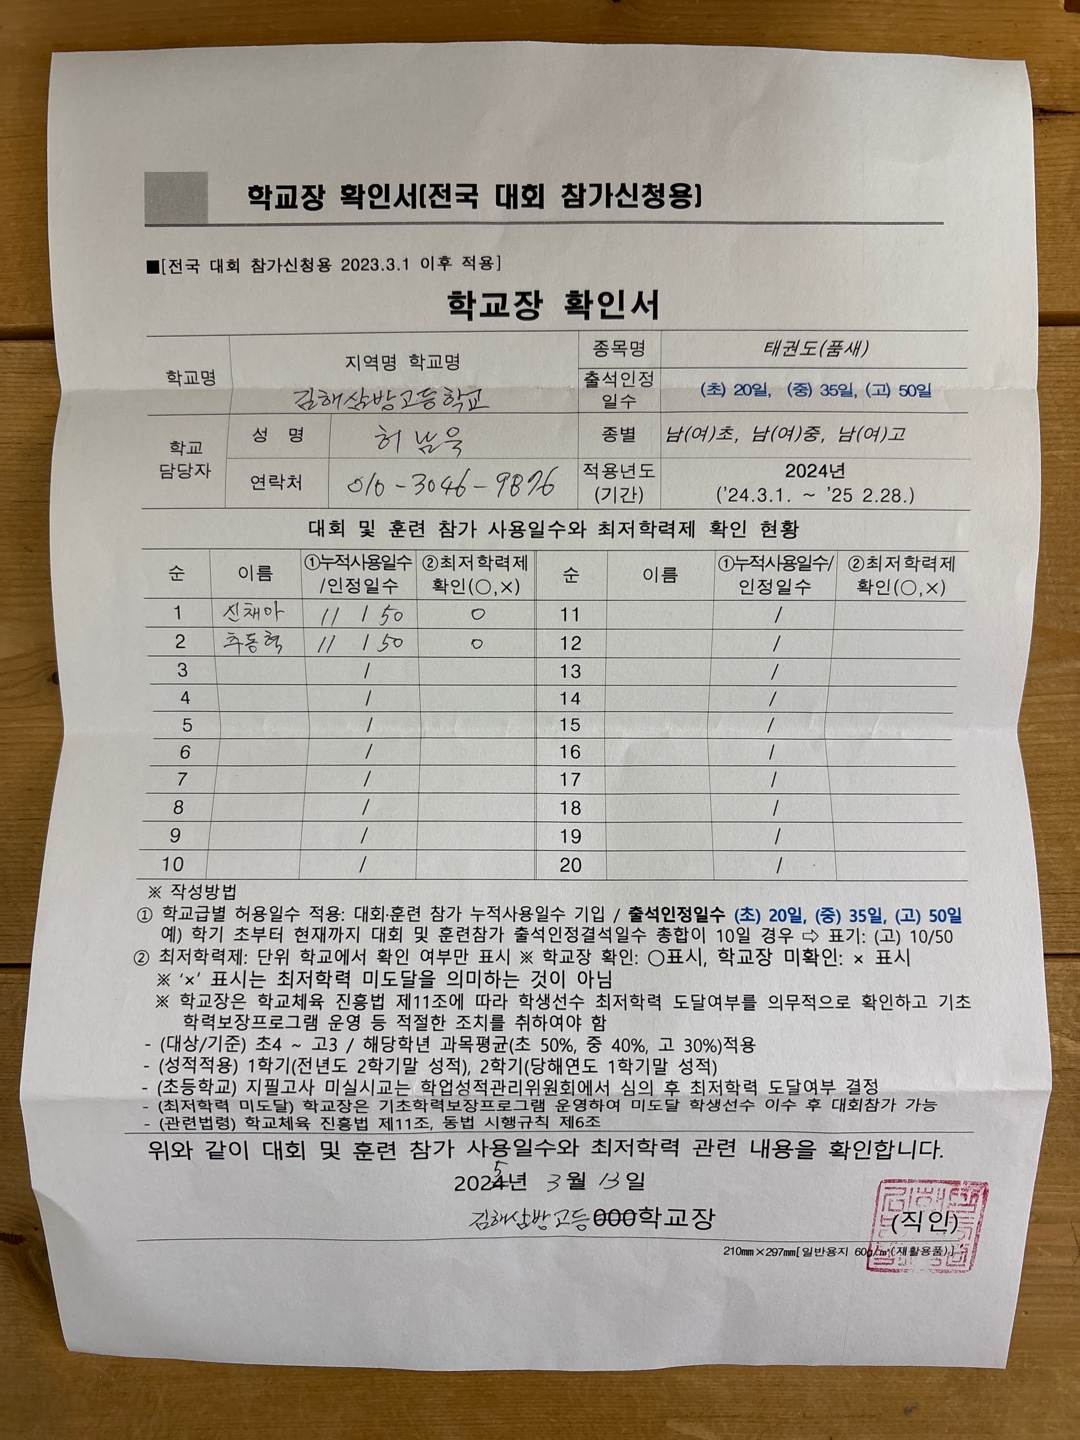 학교장 확인서(전국 대회 참가신청용)
■[전국 대회 참가신청용 2023.3.1 이후 적용]
학교장 확인서
학교명 지역명 학교명 종목명 태권도(품새)
김해삼방고등학교 출석인정 일수 (초) 20일, (중) 35일, (고) 50일
학교 담당자 성 명 허남욱 종별 남(여)초, 남(여)중, 남(여)고
연락처 010-3046-9876 적용년도 (기간) 2024년 ('24.3.1. ~ '25 2.28.)
대회 및 훈련 참가 사용일수와 최저학력제 확인 현황
순 이름 ①누적사용일수 /인정일수 ②최저학력제 확인(○,×) 순 이름 ①누적사용일수/ 인정일수 ②최저학력제 확인(○,×)
1 신채아 11 / 50 ○ 11 /
2 추동혁 11 / 50 ○ 12 /
3 / 13 /
4 / 14 /
5 / 15 /
6 / 16 /
7 / 17 /
8 / 18 /
9 / 19 /
10 / 20 /
※ 작성방법
① 학교급별 허용일수 적용: 대회·훈련 참가 누적사용일수 기입 / 출석인정일수 (초) 20일, (중) 35일, (고) 50일
예) 학기 초부터 현재까지 대회 및 훈련참가 출석인정결석일수 총합이 10일 경우 ⇨ 표기: (고) 10/50
② 최저학력제: 단위 학교에서 확인 여부만 표시 ※ 학교장 확인: ○표시, 학교장 미확인: × 표시
※ '×' 표시는 최저학력 미도달을 의미하는 것이 아님
※ 학교장은 학교체육 진흥법 제11조에 따라 학생선수 최저학력 도달여부를 의무적으로 확인하고 기초
학력보장프로그램 운영 등 적절한 조치를 취하여야 함
- (대상/기준) 초4 ~ 고3 / 해당학년 과목평균(초 50%, 중 40%, 고 30%)적용
- (성적적용) 1학기(전년도 2학기말 성적), 2학기(당해연도 1학기말 성적)
- (초등학교) 지필고사 미실시교는 학업성적관리위원회에서 심의 후 최저학력 도달여부 결정
- (최저학력 미도달) 학교장은 기초학력보장프로그램 운영하여 미도달 학생선수 이수 후 대회참가 가능
- (관련법령) 학교체육 진흥법 제11조, 동법 시행규칙 제6조
위와 같이 대회 및 훈련 참가 사용일수와 최저학력 관련 내용을 확인합니다.
2025년 3월 13일
김해삼방고등 000학교장 (직인)
210mm×297mm[일반용지 60g/㎡(재활용품)]